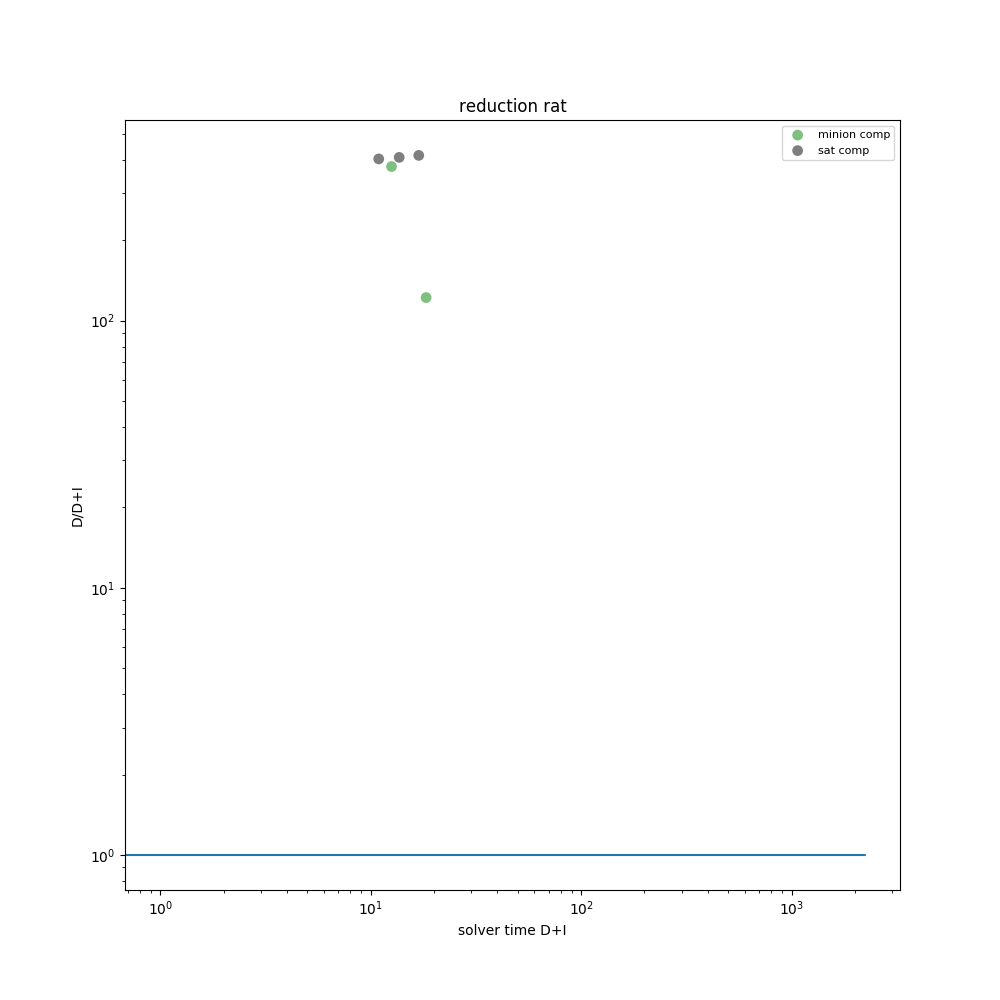 reduction rat
minion comp
sat comp
D/D+I
10²
10¹
10⁰
10⁰ 10¹ 10² 10³
solver time D+I